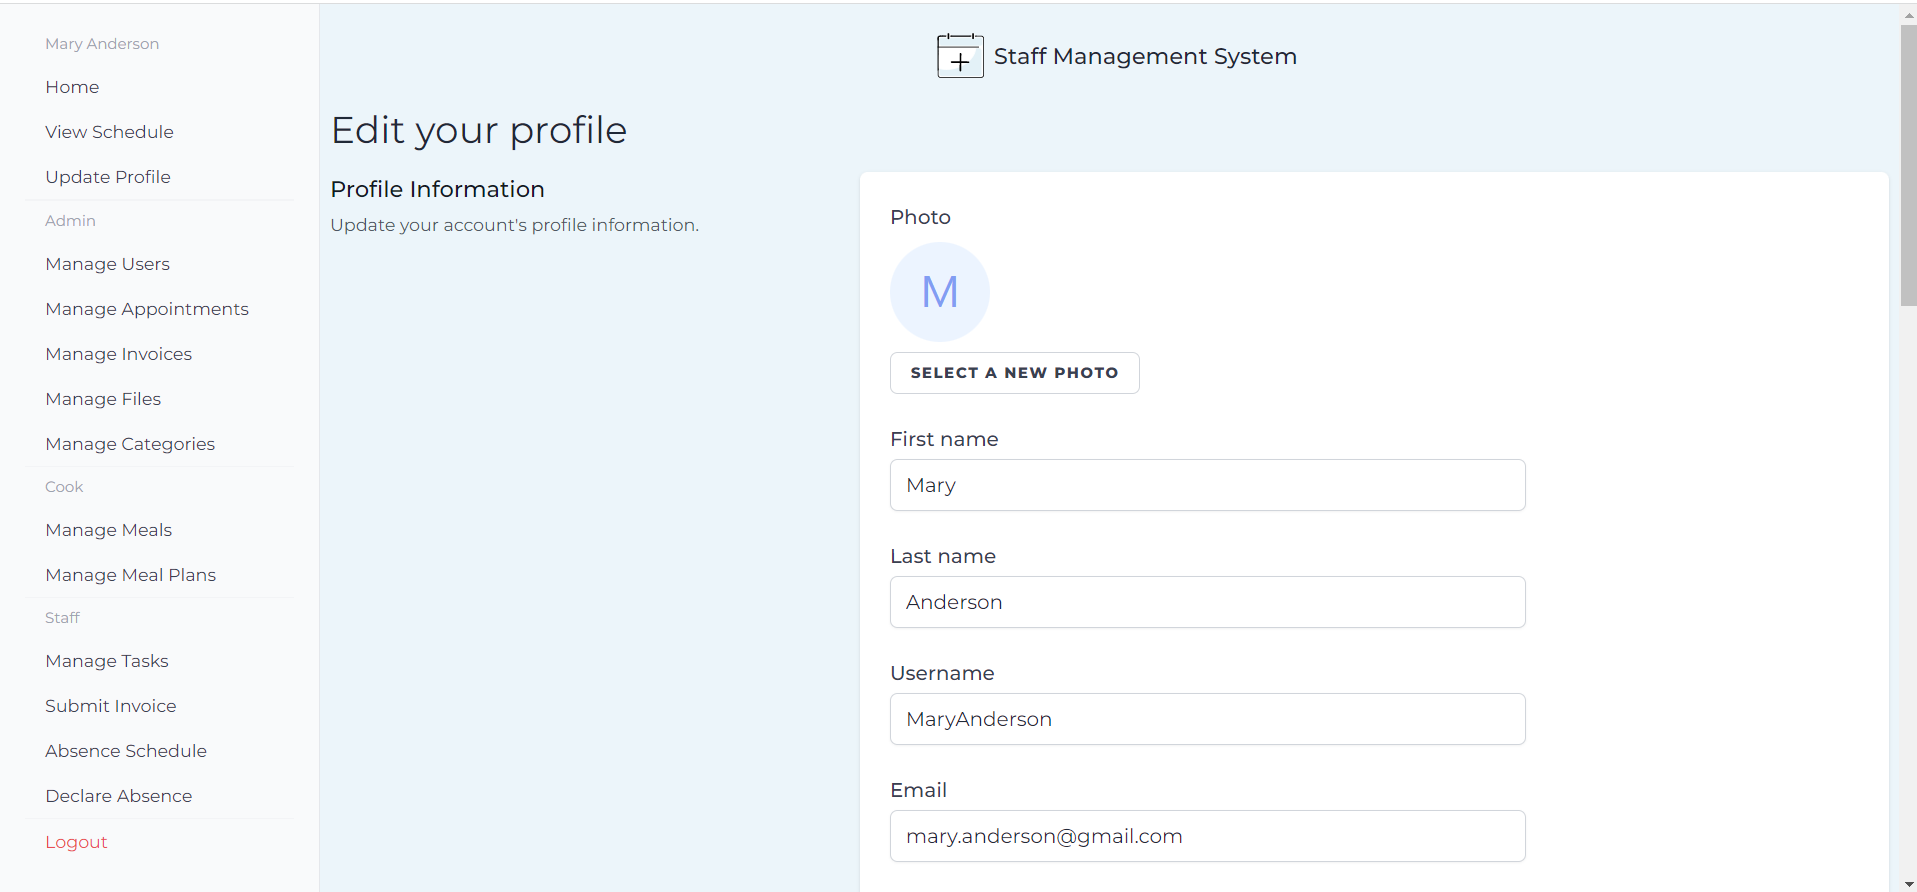 Mary Anderson
Home
View Schedule
Update Profile
Admin
Manage Users
Manage Appointments
Manage Invoices
Manage Files
Manage Categories
Cook
Manage Meals
Manage Meal Plans
Staff
Manage Tasks
Submit Invoice
Absence Schedule
Declare Absence
Logout
Staff Management System
Edit your profile
Profile Information
Update your account's profile information.
Photo
M
SELECT A NEW PHOTO
First name
Mary
Last name
Anderson
Username
MaryAnderson
Email
mary.anderson@gmail.com